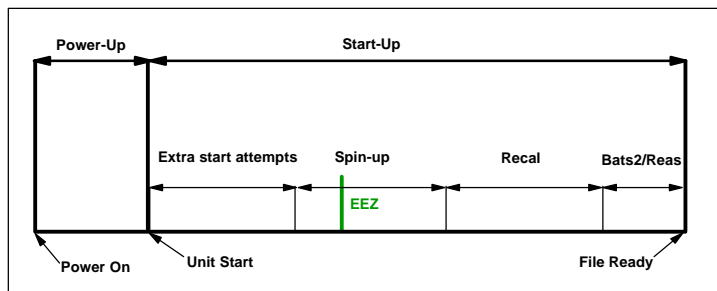 Power-Up Start-Up
Extra start attempts Spin-up Recal Bats2/Reas
EEZ
Power On Unit Start File Ready